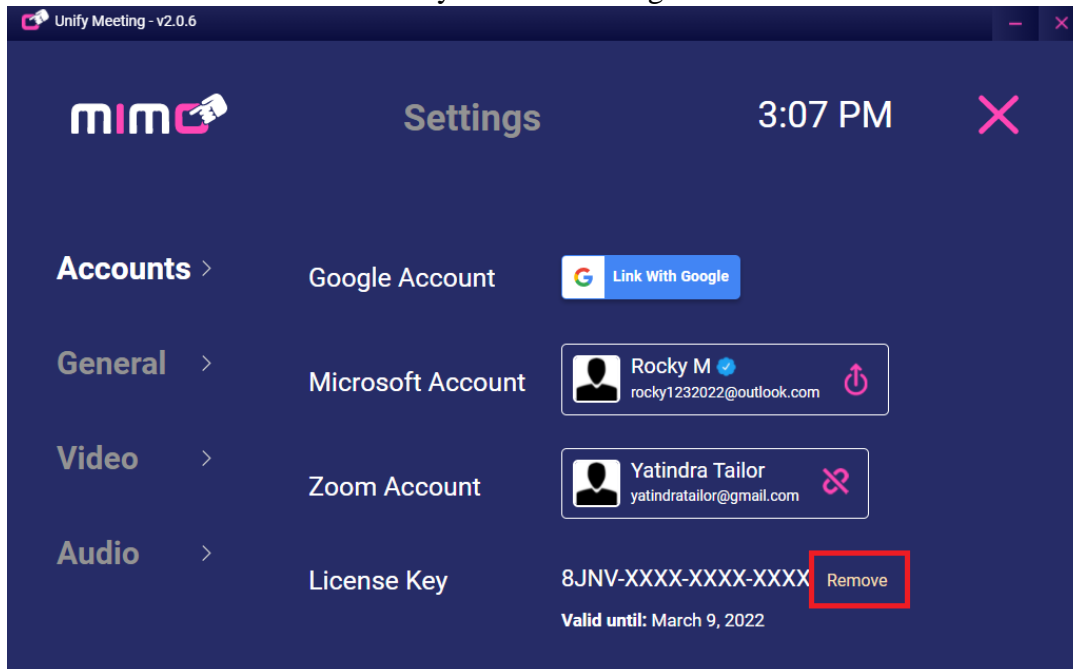 Unify Meeting - v2.0.6
mimo
Settings
3:07 PM
Accounts
Google Account
G Link With Google
General
Microsoft Account
Rocky M
rocky1232022@outlook.com
Video
Zoom Account
Yatindra Tailor
yatindratailor@gmail.com
Audio
License Key
8JNV-XXXX-XXXX-XXXX Remove
Valid until: March 9, 2022